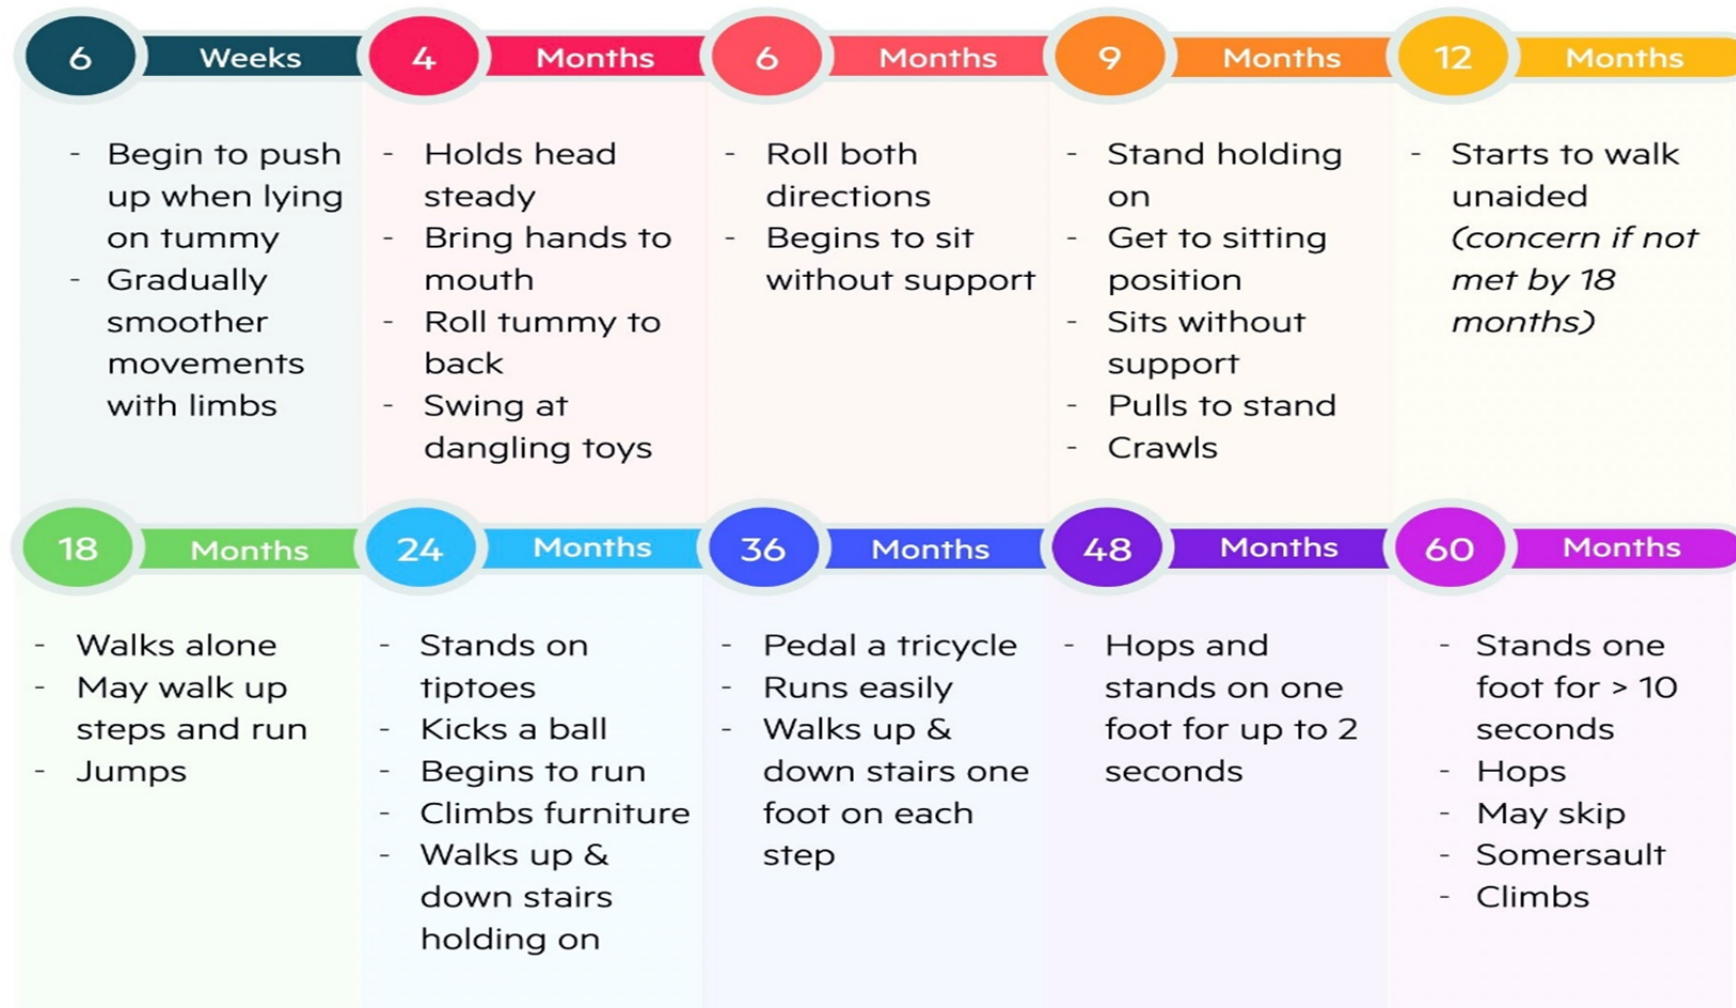 6 Weeks
- Begin to push
up when lying
on tummy
- Gradually
smoother
movements
with limbs
4 Months
- Holds head
steady
- Bring hands to
mouth
- Roll tummy to
back
- Swing at
dangling toys
6 Months
- Roll both
directions
- Begins to sit
without support
9 Months
- Stand holding
on
- Get to sitting
position
- Sits without
support
- Pulls to stand
- Crawls
12 Months
- Starts to walk
unaided
(concern if not
met by 18
months)
18 Months
- Walks alone
- May walk up
steps and run
- Jumps
24 Months
- Stands on
tiptoes
- Kicks a ball
- Begins to run
- Climbs furniture
- Walks up &
down stairs
holding on
36 Months
- Pedal a tricycle
- Runs easily
- Walks up &
down stairs one
foot on each
step
48 Months
- Hops and
stands on one
foot for up to 2
seconds
60 Months
- Stands one
foot for > 10
seconds
- Hops
- May skip
- Somersault
- Climbs